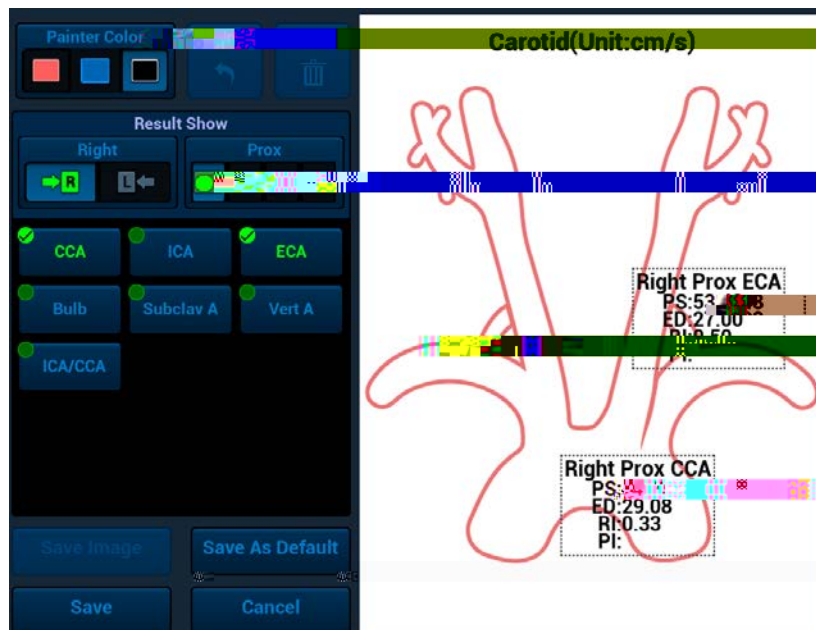 Painter Color
Carotid(Unit:cm/s)
Result Show
Right
Prox
R
L
CCA
ICA
ECA
Bulb
Subclav A
Vert A
ICA/CCA
Right Prox ECA
ED:27.00
Right Prox CCA
ED:29.08
RI:0.33
PI:
Save Image
Save As Default
Save
Cancel